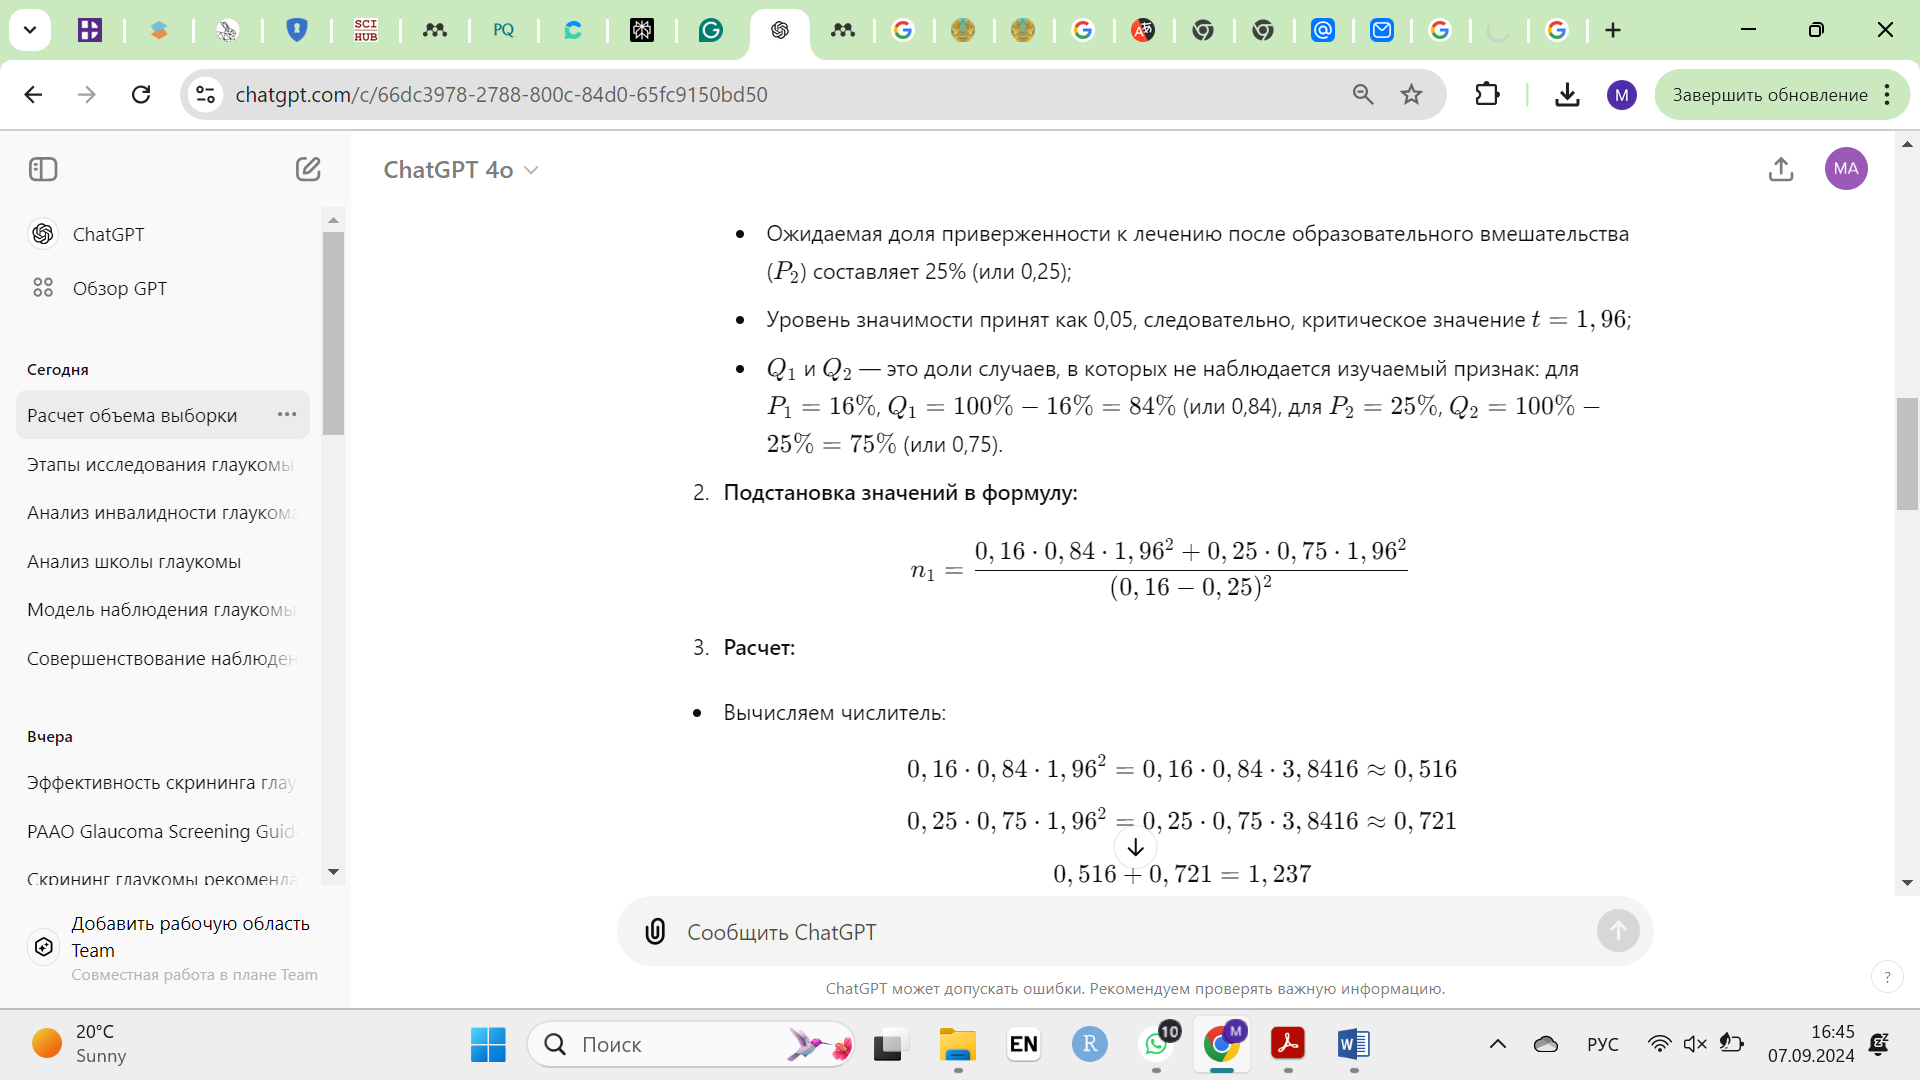 SCI
HUB
PQ
chatgpt.com/c/66dc3978-2788-800c-84d0-65fc9150bd50
M
Завершить обновление
ChatGPT 4o
MA
ChatGPT
Обзор GPT
Сегодня
Расчет объема выборки
Этапы исследования глаукомы
Анализ инвалидности глаукома
Анализ школы глаукомы
Модель наблюдения глаукомы
Совершенствование наблюден
Вчера
Эффективность скрининга глау
PAAO Glaucoma Screening Guid
Скрининг глаукомы рекоменда
Добавить рабочую область
Team
Совместная работа в плане Team
• Ожидаемая доля приверженности к лечению после образовательного вмешательства
(P₂) составляет 25% (или 0,25);
• Уровень значимости принят как 0,05, следовательно, критическое значение t = 1,96;
• Q₁ и Q₂ — это доли случаев, в которых не наблюдается изучаемый признак: для
P₁ = 16%, Q₁ = 100% − 16% = 84% (или 0,84), для P₂ = 25%, Q₂ = 100% −
25% = 75% (или 0,75).
2. Подстановка значений в формулу:
n₁ = (0,16 · 0,84 · 1,96² + 0,25 · 0,75 · 1,96²) / (0,16 − 0,25)²
3. Расчет:
• Вычисляем числитель:
0,16 · 0,84 · 1,96² = 0,16 · 0,84 · 3,8416 ≈ 0,516
0,25 · 0,75 · 1,96² = 0,25 · 0,75 · 3,8416 ≈ 0,721
0,516 + 0,721 = 1,237
Сообщить ChatGPT
ChatGPT может допускать ошибки. Рекомендуем проверять важную информацию.
?
20°C
Sunny
Поиск
EN
R
10
M
W
РУС
16:45
07.09.2024